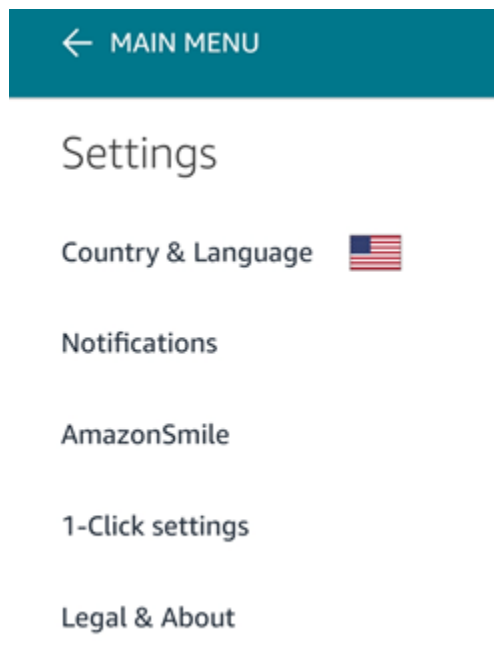 ← MAIN MENU
Settings
Country & Language
Notifications
AmazonSmile
1-Click settings
Legal & About